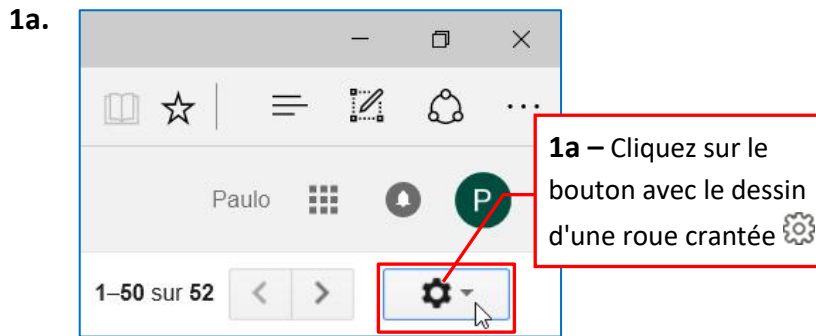 1a.
Paulo
P
1–50 sur 52
1a – Cliquez sur le
bouton avec le dessin
d'une roue crantée